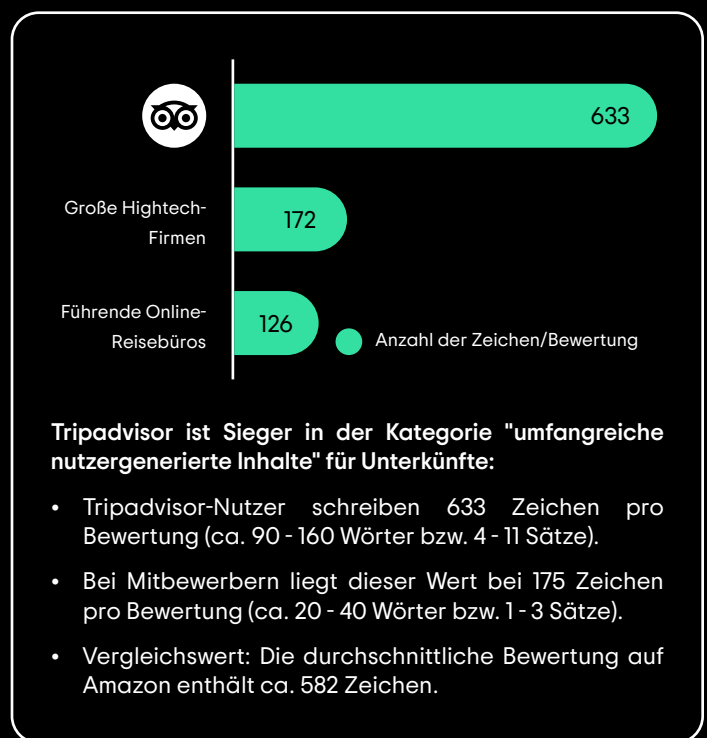 633
Große Hightech-
Firmen
172
Führende Online-
Reisebüros
126
Anzahl der Zeichen/Bewertung
Tripadvisor ist Sieger in der Kategorie "umfangreiche
nutzergenerierte Inhalte" für Unterkünfte:
• Tripadvisor-Nutzer schreiben 633 Zeichen pro
Bewertung (ca. 90 - 160 Wörter bzw. 4 - 11 Sätze).
• Bei Mitbewerbern liegt dieser Wert bei 175 Zeichen
pro Bewertung (ca. 20 - 40 Wörter bzw. 1 - 3 Sätze).
• Vergleichswert: Die durchschnittliche Bewertung auf
Amazon enthält ca. 582 Zeichen.